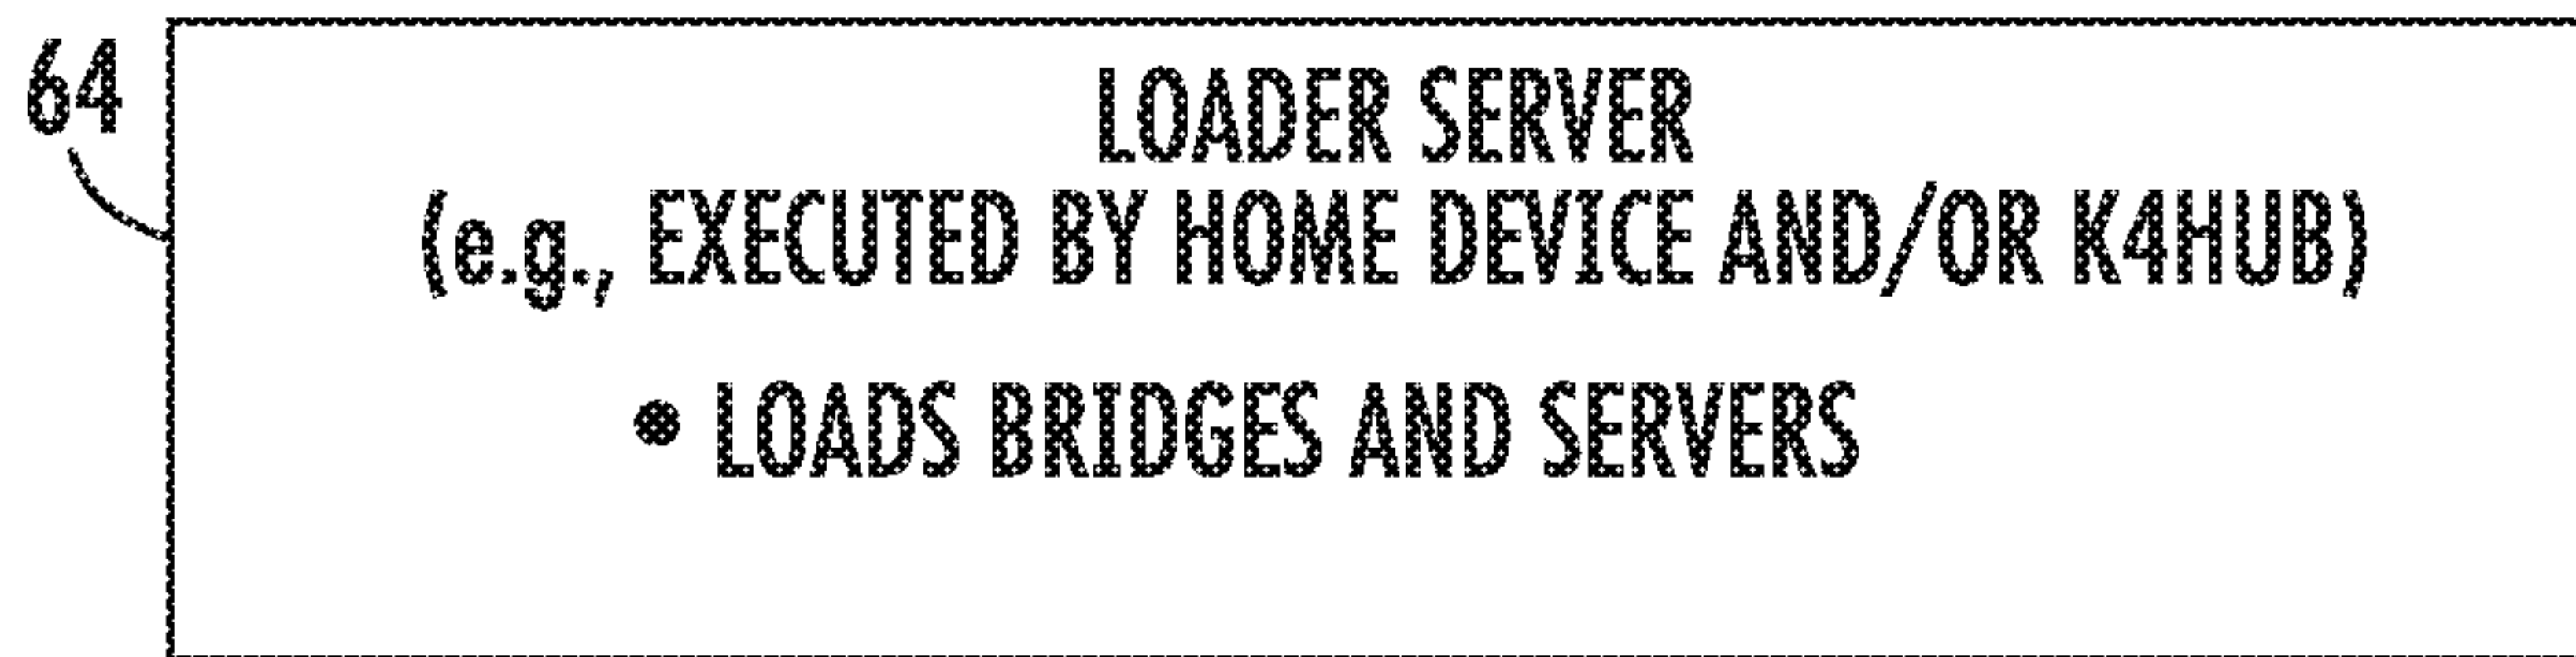 64
LOADER SERVER
(e.g., EXECUTED BY HOME DEVICE AND/OR K4HUB)
• LOADS BRIDGES AND SERVERS